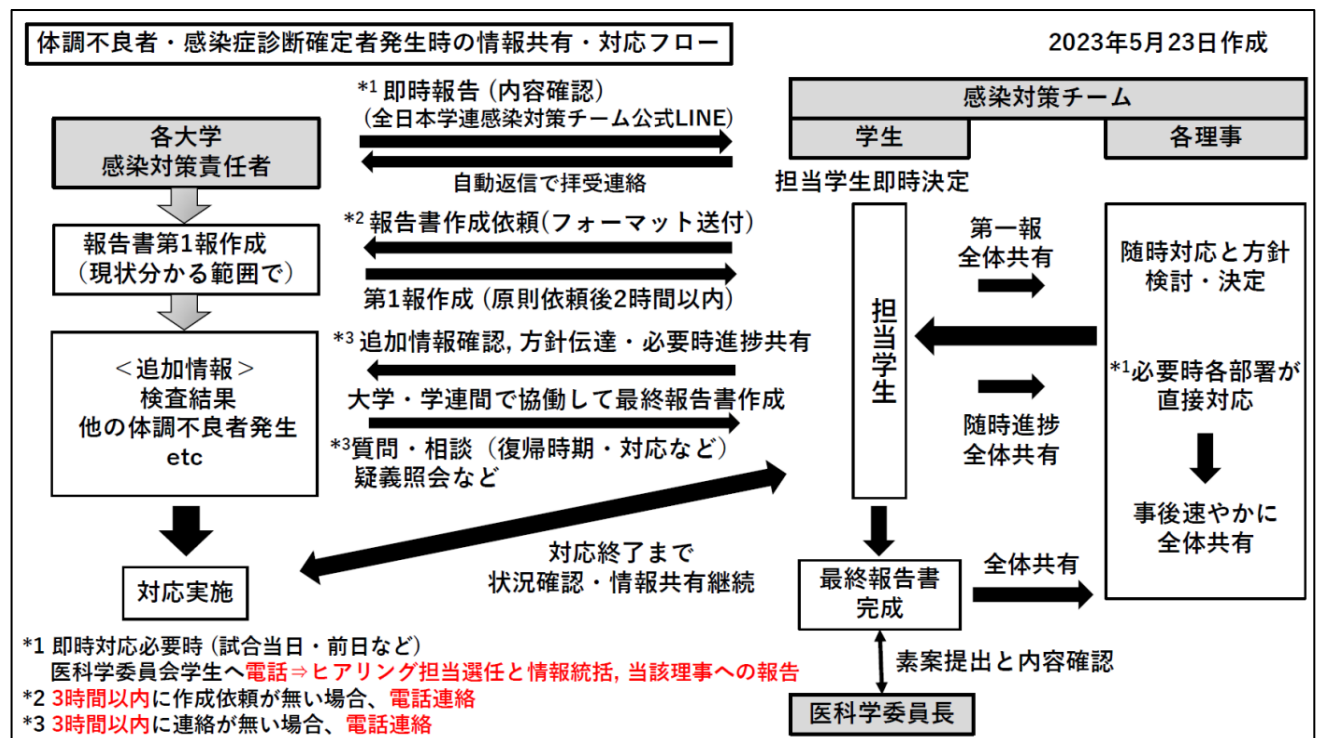 体調不良者・感染症診断確定者発生時の情報共有・対応フロー
2023年5月23日作成
*1 即時報告 (内容確認)
(全日本学連感染対策チーム公式LINE)
自動返信で拝受連絡
各大学
感染対策責任者
感染対策チーム
学生
各理事
担当学生即時決定
*2 報告書作成依頼(フォーマット送付)
報告書第1報作成
（現状分かる範囲で）
第1報作成 (原則依頼後2時間以内)
第一報
全体共有
随時対応と方針
検討・決定
担当学生
*3 追加情報確認, 方針伝達・必要時進捗共有
＜追加情報＞
検査結果
他の体調不良者発生
etc
大学・学連間で協働して最終報告書作成
*3質問・相談（復帰時期・対応など）
疑義照会など
随時進捗
全体共有
*1必要時各部署が
直接対応
事後速やかに
全体共有
対応終了まで
状況確認・情報共有継続
対応実施
最終報告書
完成
全体共有
素案提出と内容確認
医科学委員長
*1 即時対応必要時 (試合当日・前日など)
医科学委員会学生へ電話⇒ヒアリング担当選任と情報統括, 当該理事への報告
*2 3時間以内に作成依頼が無い場合、電話連絡
*3 3時間以内に連絡が無い場合、電話連絡